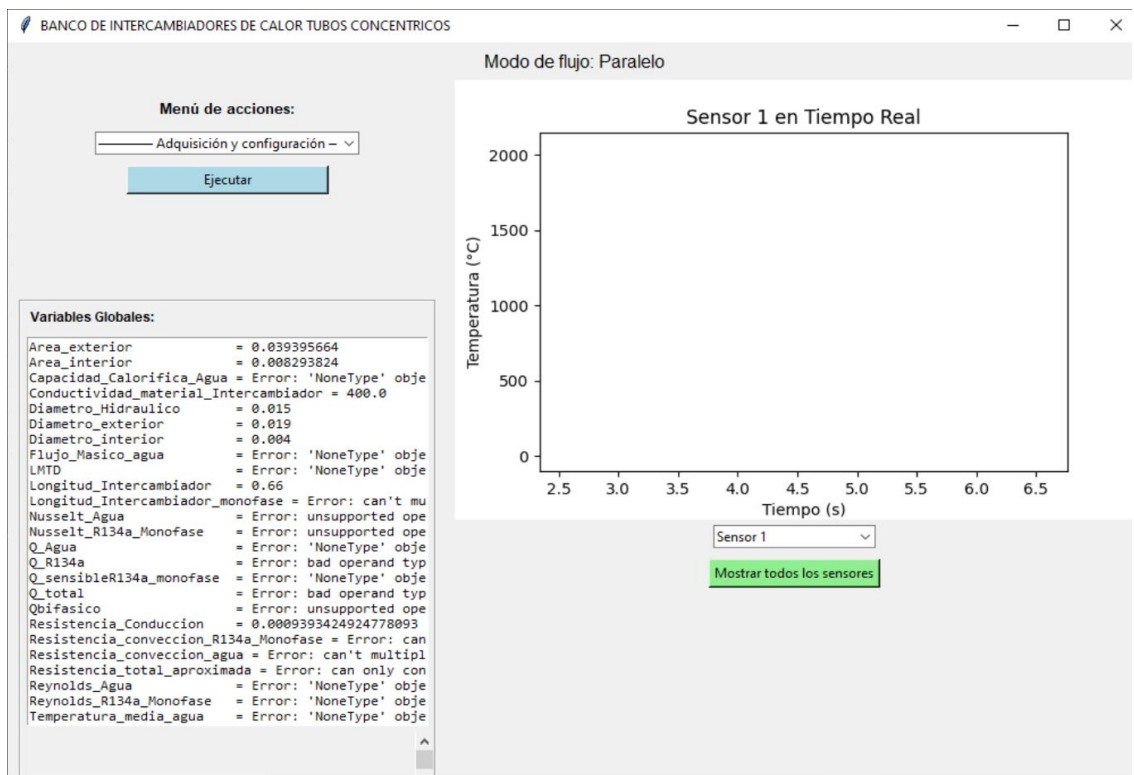 BANCO DE INTERCAMBIADORES DE CALOR TUBOS CONCENTRICOS
Modo de flujo: Paralelo
Menú de acciones:
Adquisición y configuración
Ejecutar
Variables Globales:
Area_exterior = 0.039395664
Area_interior = 0.008293824
Capacidad_Calorifica_Agua = Error: 'NoneType' obje
Conductividad_material_Intercambiador = 400.0
Diametro_Hidraulico = 0.015
Diametro_exterior = 0.019
Diametro_interior = 0.004
Flujo_Masico_agua = Error: 'NoneType' obje
LMTD = Error: 'NoneType' obje
Longitud_Intercambiador = 0.66
Longitud_Intercambiador_monofase = Error: can't mu
Nusselt_Agua = Error: unsupported ope
Nusselt_R134a_Monofase = Error: unsupported ope
Q_Agua = Error: 'NoneType' obje
Q_R134a = Error: bad operand typ
Q_sensibleR134a_monofase = Error: 'NoneType' obje
Q_total = Error: bad operand typ
Qbifasico = Error: unsupported ope
Resistencia_Conduccion = 0.0009393424924778093
Resistencia_conveccion_R134a_Monofase = Error: can
Resistencia_conveccion_agua = Error: can't multipl
Resistencia_total_aproximada = Error: can only con
Reynolds_Agua = Error: 'NoneType' obje
Reynolds_R134a_Monofase = Error: 'NoneType' obje
Temperatura_media_agua = Error: 'NoneType' obje
Sensor 1 en Tiempo Real
Temperatura (°C)
2000
1500
1000
500
0
2.5 3.0 3.5 4.0 4.5 5.0 5.5 6.0 6.5
Tiempo (s)
Sensor 1
Mostrar todos los sensores